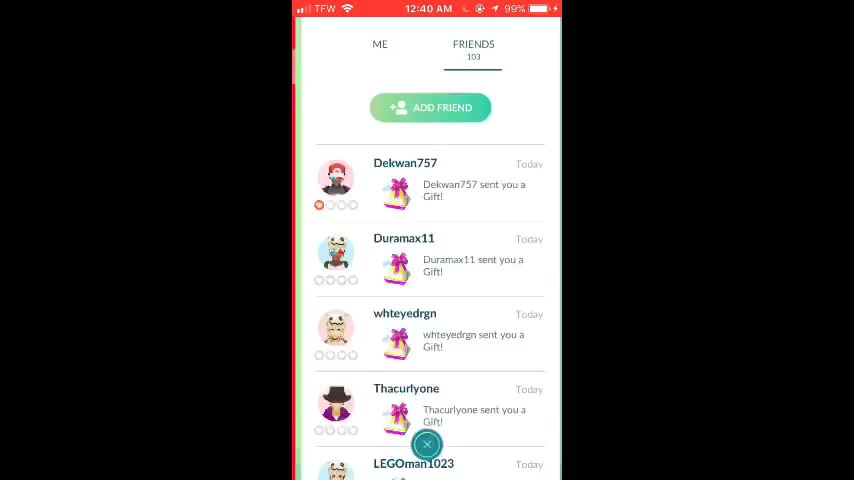 TFW 12:40 AM 99%
ME FRIENDS
103
ADD FRIEND
Dekwan757 Today
Dekwan757 sent you a
Gift!
Duramax11 Today
Duramax11 sent you a
Gift!
whteyedrgn Today
whteyedrgn sent you a
Gift!
Thacurlyone Today
Thacurlyone sent you a
Gift!
LEGOman1023 Today